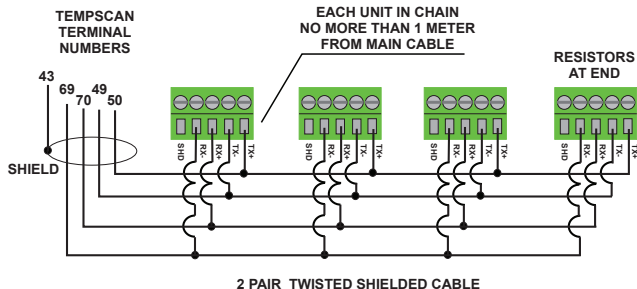 TEMPSCAN
TERMINAL
NUMBERS
EACH UNIT IN CHAIN
NO MORE THAN 1 METER
FROM MAIN CABLE
RESISTORS
AT END
43
69
70
49
50
SHIELD
SHD
RX-
RX+
TX-
TX+
SHD
RX-
RX+
TX-
TX+
SHD
RX-
RX+
TX-
TX+
SHD
RX-
RX+
TX-
TX+
2 PAIR TWISTED SHIELDED CABLE